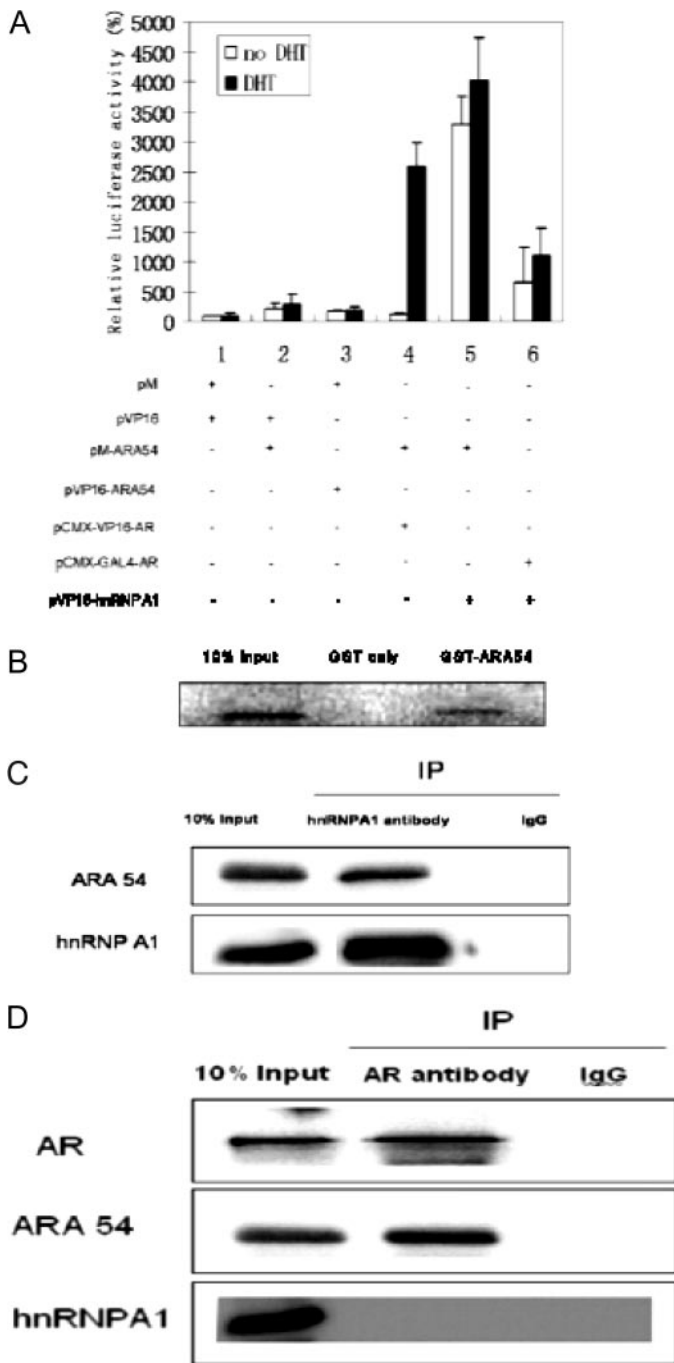 A
Relative luciferase activity (%)
5000
4500
4000
3500
3000
2500
2000
1500
1000
500
0
no DHT
DHT
1 2 3 4 5 6
pM + - + - - -
pVP16 + + - - - -
pM-ARA54 - + - + + -
pVP16-ARA54 - - + - - -
pCMX-VP16-AR - - - + - -
pCMX-GAL4-AR - - - - - +
pVP16-hnRNPA1 - - - - + +
B
10% Input GST only GST-ARA54
C
IP
10% Input hnRNPA1 antibody IgG
ARA 54
hnRNP A1
D
IP
10% Input AR antibody IgG
AR
ARA 54
hnRNPA1